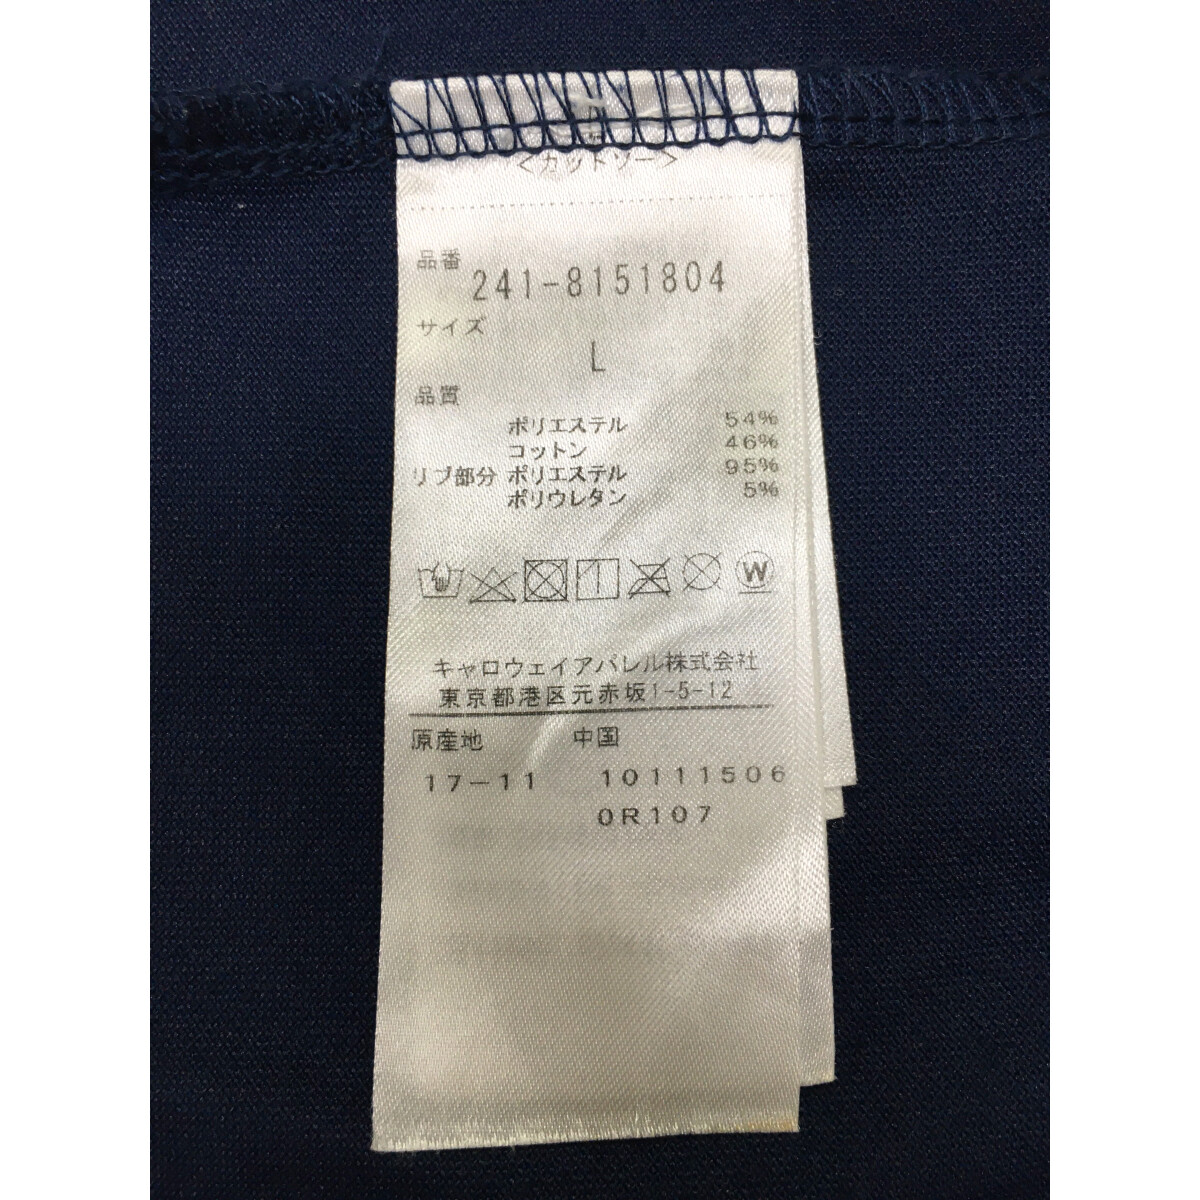 <カットソー>
品番
241-8151804
サイズ
L
品質
ポリエステル 54%
コットン 46%
リブ部分 ポリエステル 95%
ポリウレタン 5%
W
キャロウェイアパレル株式会社
東京都港区元赤坂1-5-12
原産地 中国
17-11 10111506
0R107